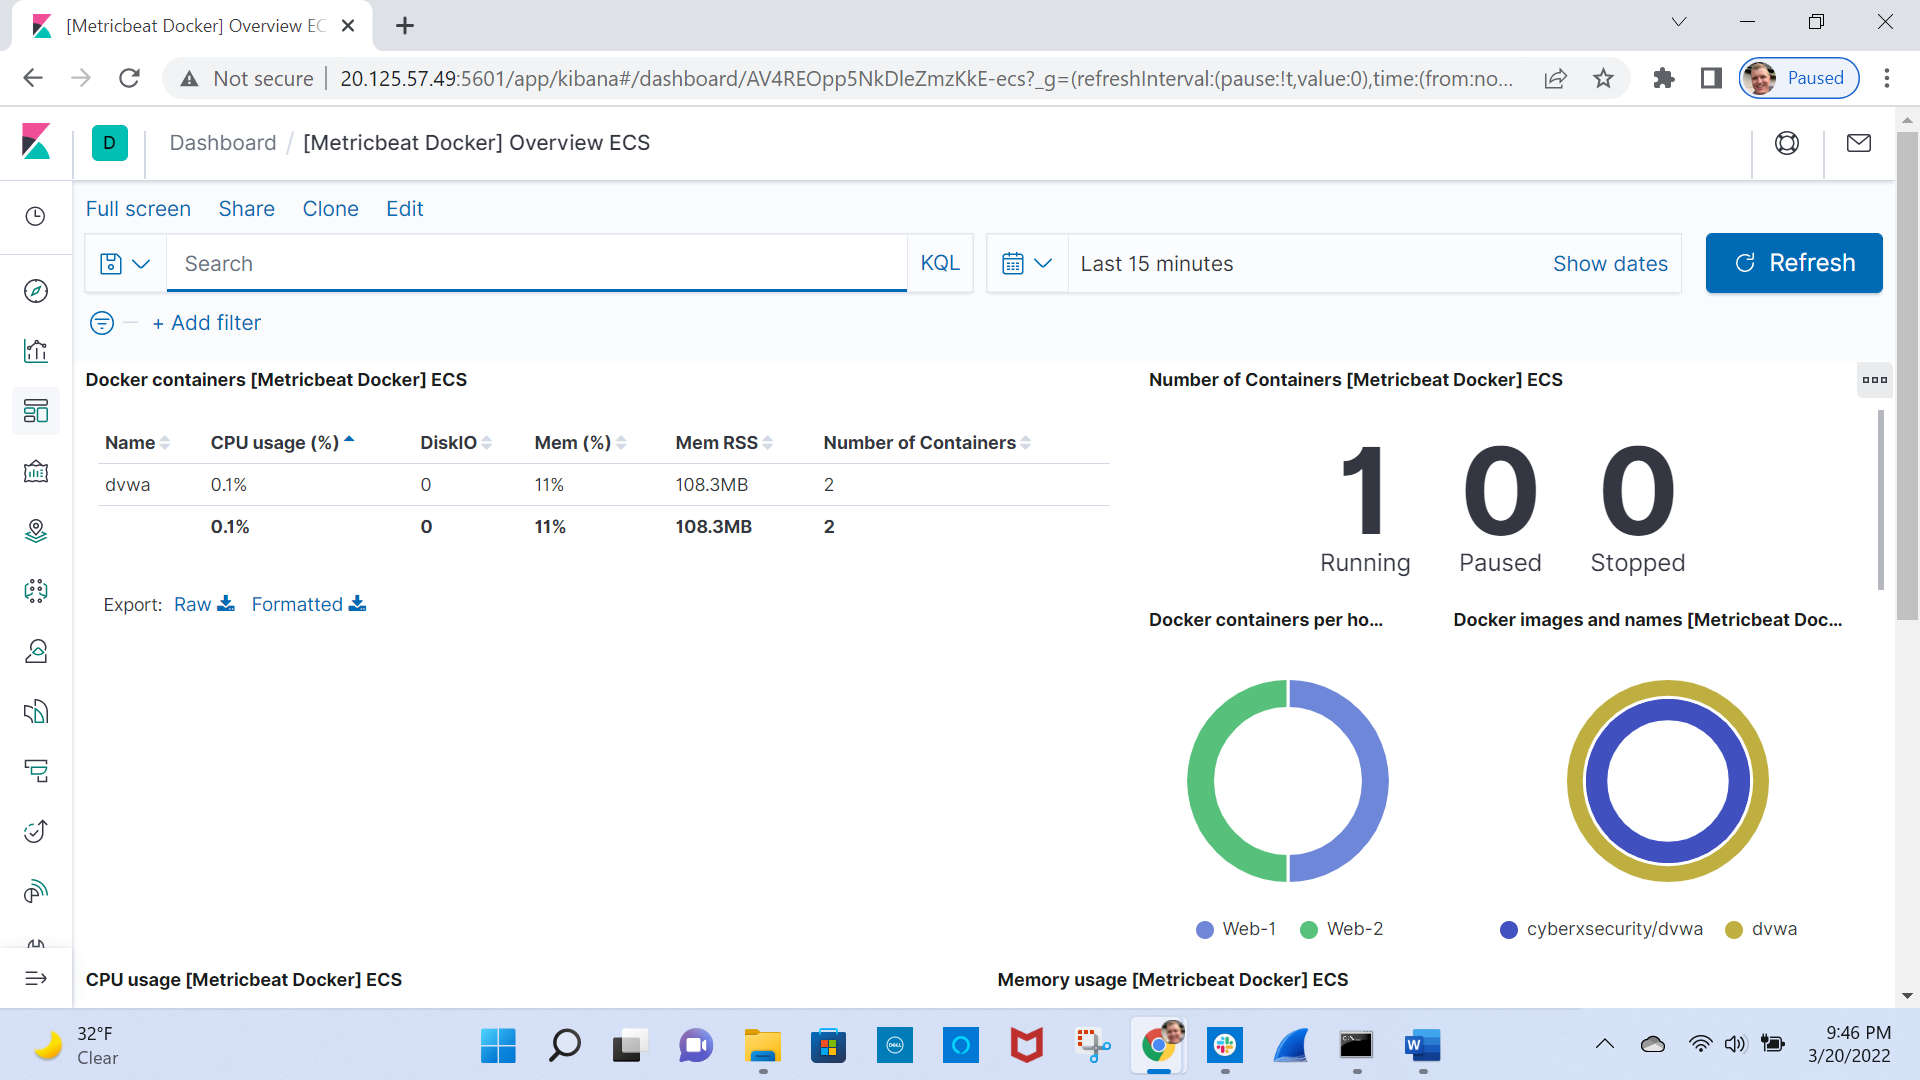 [Metricbeat Docker] Overview EC
Not secure
20.125.57.49:5601/app/kibana#/dashboard/AV4REOpp5NkDleZmzKkE-ecs?_g=(refreshInterval:(pause:!t,value:0),time:(from:no...
Paused
D
Dashboard / [Metricbeat Docker] Overview ECS
Full screen Share Clone Edit
Search KQL Last 15 minutes Show dates Refresh
+ Add filter
Docker containers [Metricbeat Docker] ECS
Name CPU usage (%) DiskIO Mem (%) Mem RSS Number of Containers
dvwa 0.1% 0 11% 108.3MB 2
0.1% 0 11% 108.3MB 2
Export: Raw Formatted
Number of Containers [Metricbeat Docker] ECS
1 0 0
Running Paused Stopped
Docker containers per ho...
Web-1 Web-2
Docker images and names [Metricbeat Doc...
cyberxsecurity/dvwa dvwa
CPU usage [Metricbeat Docker] ECS
Memory usage [Metricbeat Docker] ECS
32°F
Clear
DELL
W
9:46 PM
3/20/2022